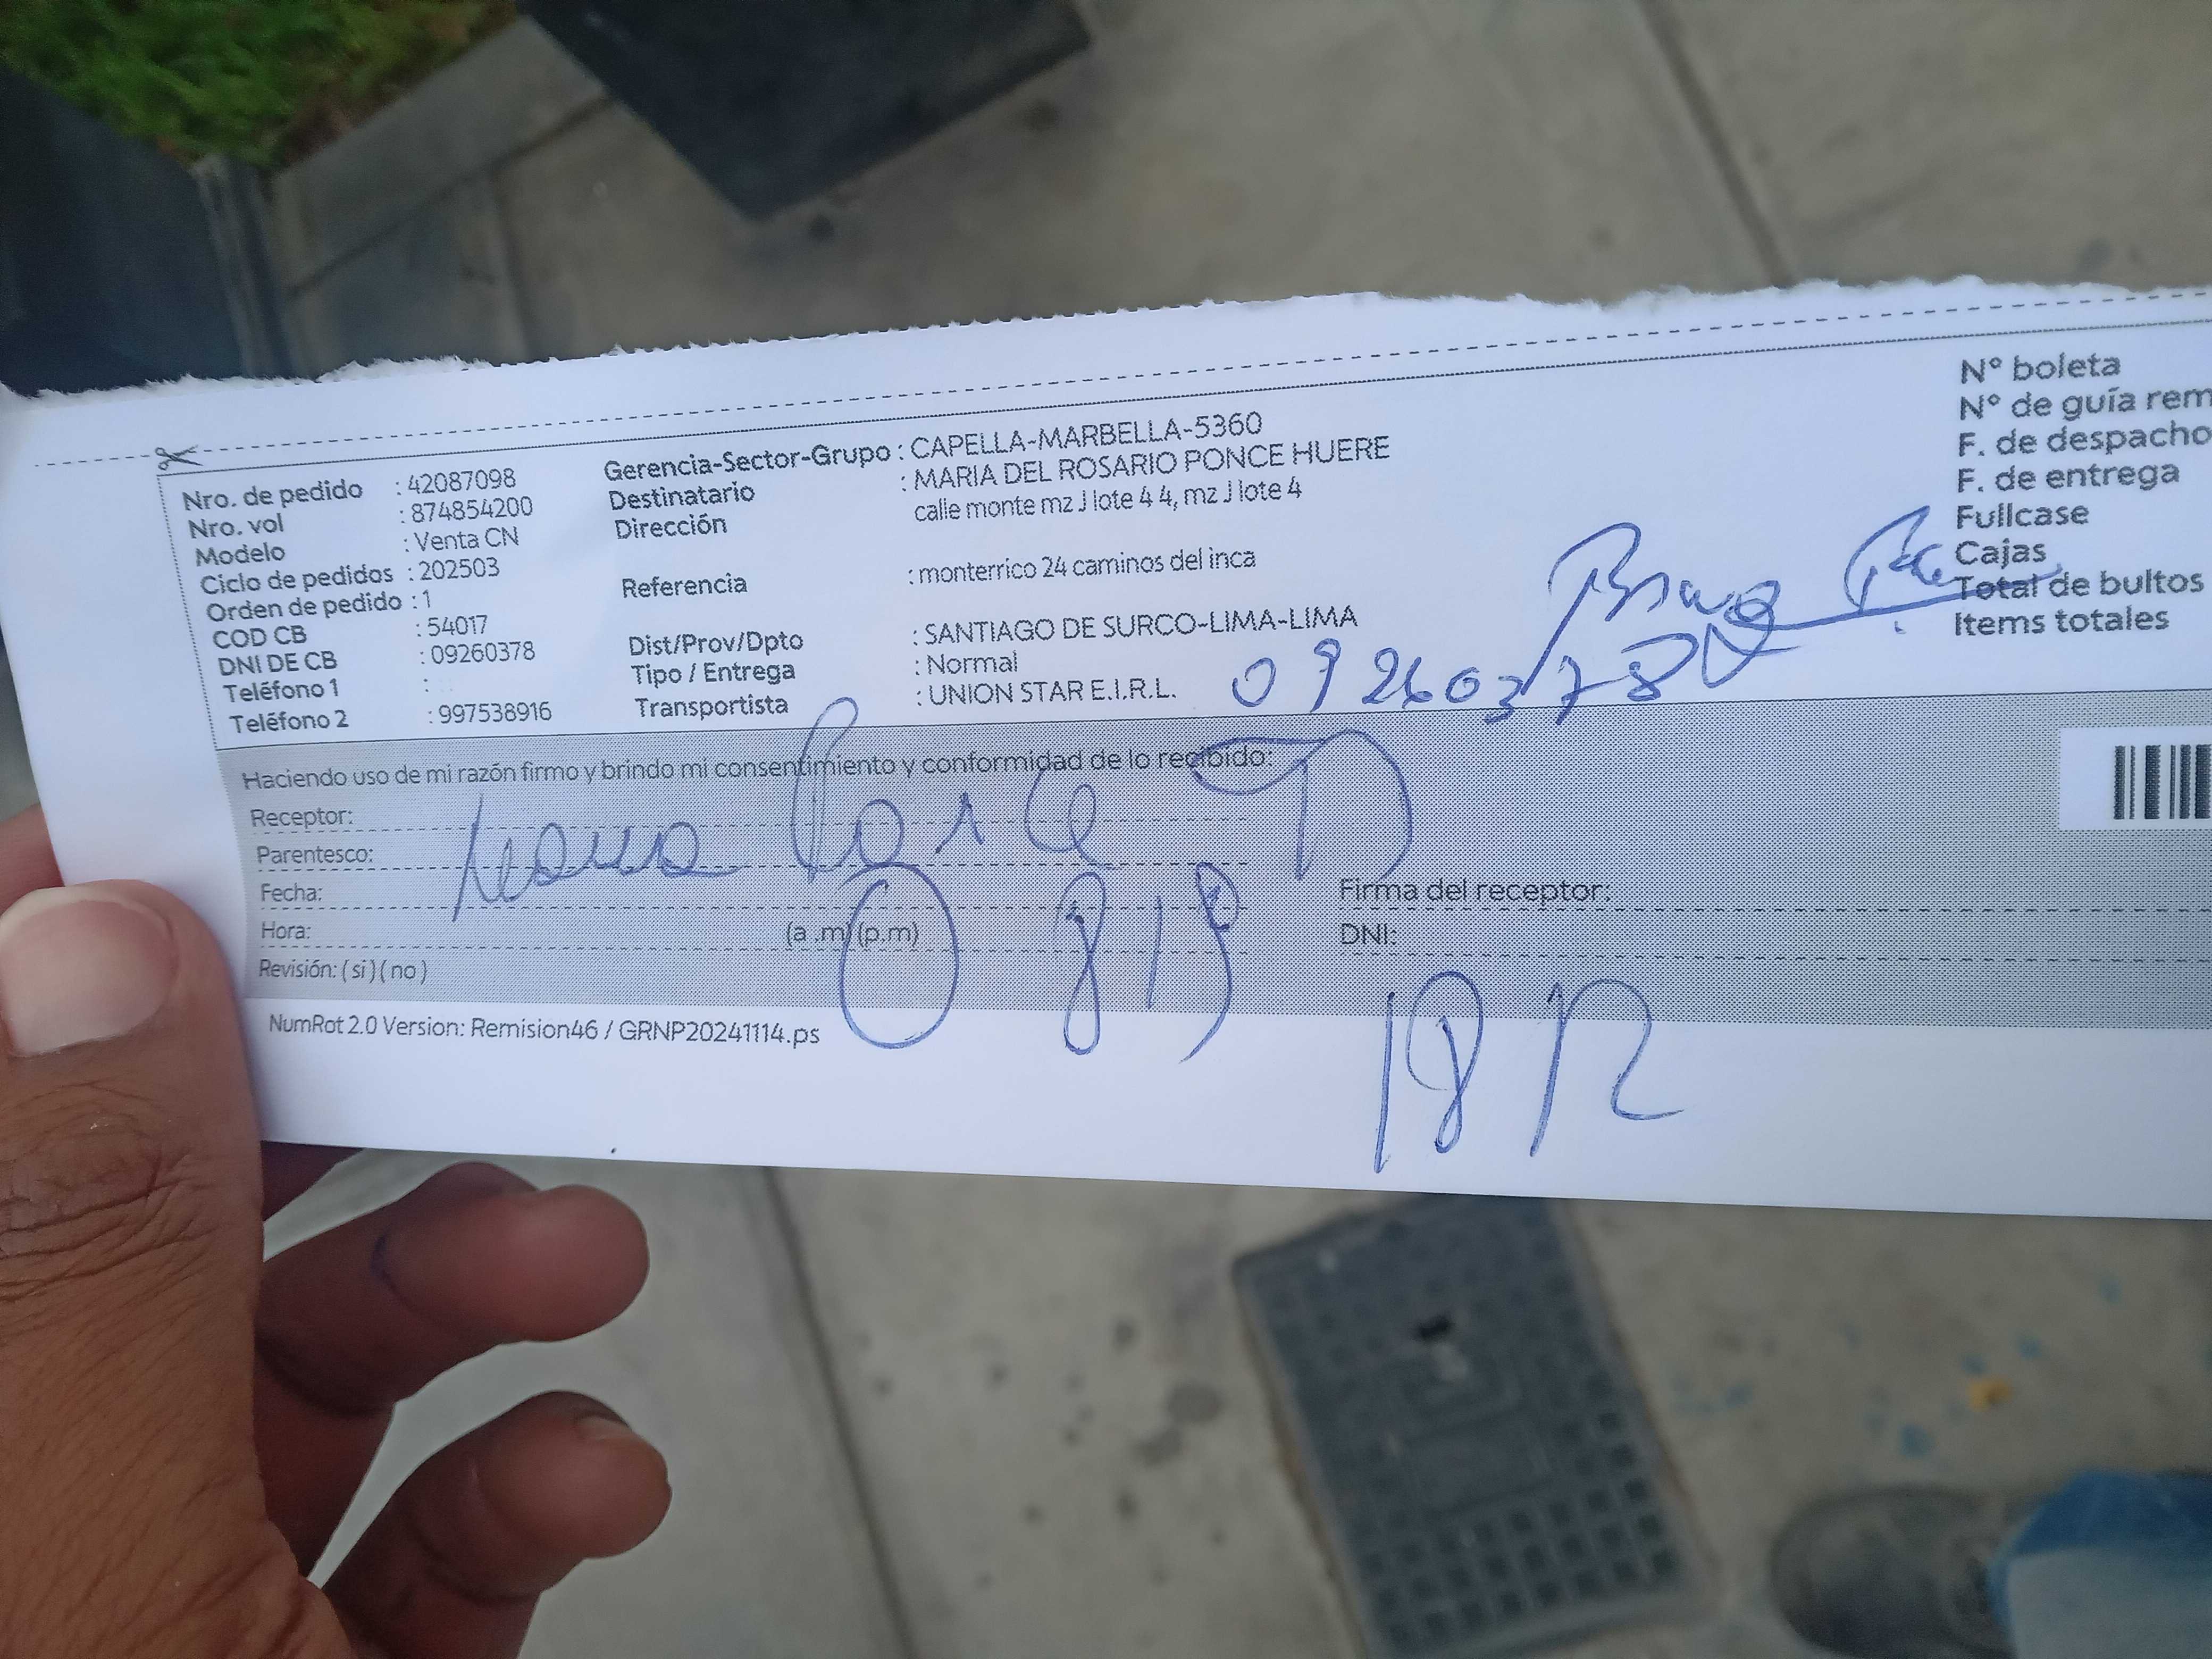 Nro. de pedido : 42087098
Nro. vol : 874854200
Modelo : Venta CN
Ciclo de pedidos : 202503
Orden de pedido : 1
COD CB : 54017
DNI DE CB : 09260378
Teléfono 1 :
Teléfono 2 : 997538916
Gerencia-Sector-Grupo : CAPELLA-MARBELLA-5360
Destinatario : MARIA DEL ROSARIO PONCE HUERE
Dirección calle monte mz J lote 4 4, mz J lote 4
Referencia : monterrico 24 caminos del inca
Dist/Prov/Dpto : SANTIAGO DE SURCO-LIMA-LIMA
Tipo / Entrega : Normal
Transportista : UNION STAR E.I.R.L.
09260378
N° boleta
N° de guía rem
F. de despacho
F. de entrega
Fullcase
Cajas
Total de bultos
Items totales
Haciendo uso de mi razón firmo y brindo mi consentimiento y conformidad de lo recibido:
Receptor:
Parentesco:
Fecha:
Hora: (a .m) (p.m)
Revisión: ( si ) ( no )
Firma del receptor:
DNI:
NumRot 2.0 Version: Remision46 / GRNP20241114.ps